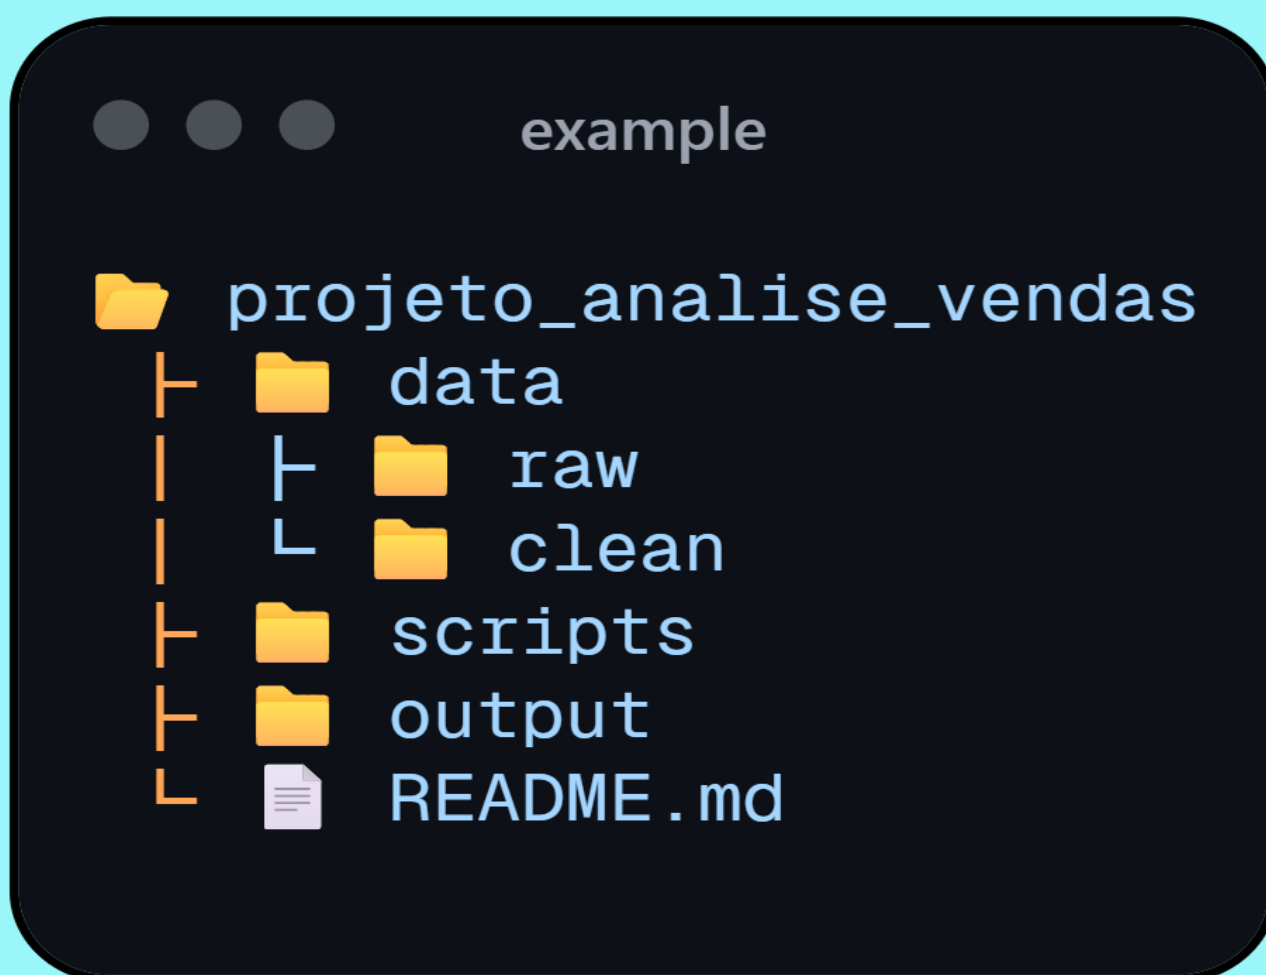 example
projeto_analise_vendas
data
raw
clean
scripts
output
README.md